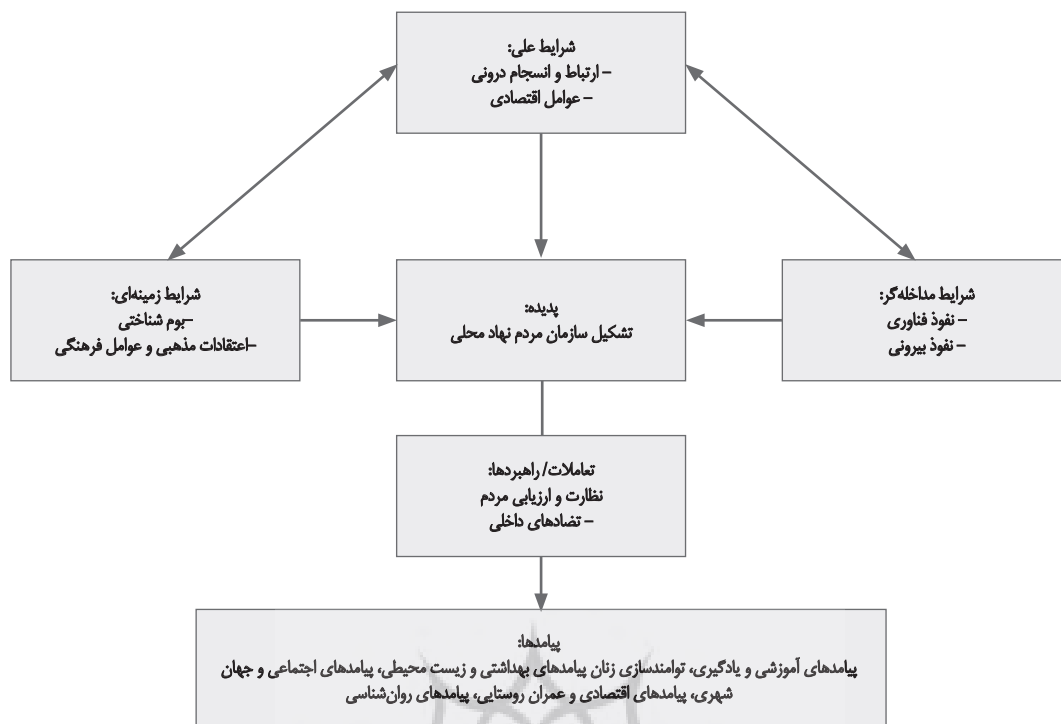 شرایط علی:
– ارتباط و انسجام درونی
– عوامل اقتصادی
شرایط مداخله‌گر:
– نفوذ فناوری
– نفوذ بیرونی
پدیده:
تشکیل سازمان مردم نهاد محلی
شرایط زمینه‌ای:
–بوم شناختی
–اعتقادات مذهبی و عوامل فرهنگی
تعاملات/ راهبردها:
نظارت و ارزیابی مردم
– تضادهای داخلی
پیامدها:
پیامدهای آموزشی و یادگیری، توانمندسازی زنان پیامدهای بهداشتی و زیست محیطی، پیامدهای اجتماعی و جهان
شهری، پیامدهای اقتصادی و عمران روستایی، پیامدهای روان‌شناسی